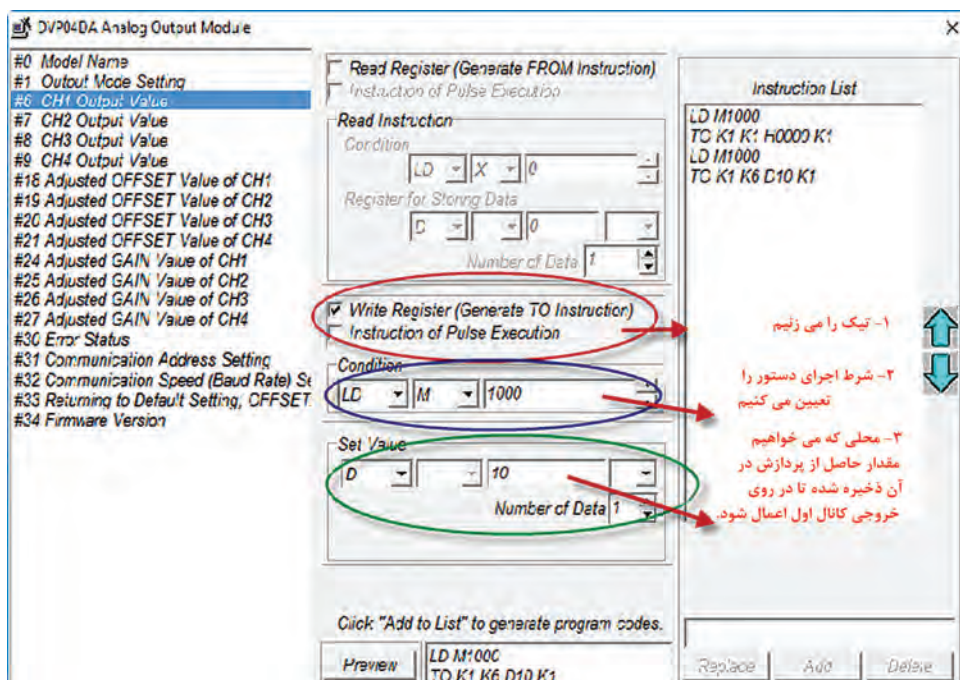 DVP04DA Analog Output Module
#0 Model Name
#1 Output Mode Setting
#6 CH1 Output Value
#7 CH2 Output Value
#8 CH3 Output Value
#9 CH4 Output Value
#18 Adjusted OFFSET Value of CH1
#19 Adjusted OFFSET Value of CH2
#20 Adjusted OFFSET Value of CH3
#21 Adjusted OFFSET Value of CH4
#24 Adjusted GAIN Value of CH1
#25 Adjusted GAIN Value of CH2
#26 Adjusted GAIN Value of CH3
#27 Adjusted GAIN Value of CH4
#30 Error Status
#31 Communication Address Setting
#32 Communication Speed (Baud Rate) Se
#33 Returning to Default Setting, OFFSET
#34 Firmware Version
Read Register (Generate FROM Instruction)
Instruction of Pulse Execution
Read Instruction
Condition
LD X 0
Register for Storing Data
D 0
Number of Data 1
Write Register (Generate TO Instruction)
Instruction of Pulse Execution
Condition
LD M 1000
Set Value
D 10
Number of Data 1
Click "Add to List" to generate program codes.
Preview
LD M1000
TO K1 K6 D10 K1
Instruction List
LD M1000
TO K1 K1 H0000 K1
LD M1000
TO K1 K6 D10 K1
۱- تیک را می زنیم
۲- شرط اجرای دستور را
تعیین می کنیم
۳- محلی که می خواهیم
مقدار حاصل از پردازش در
آن ذخیره شده تا در روی
خروجی کانال اول اعمال شود.
Replace Add Delete